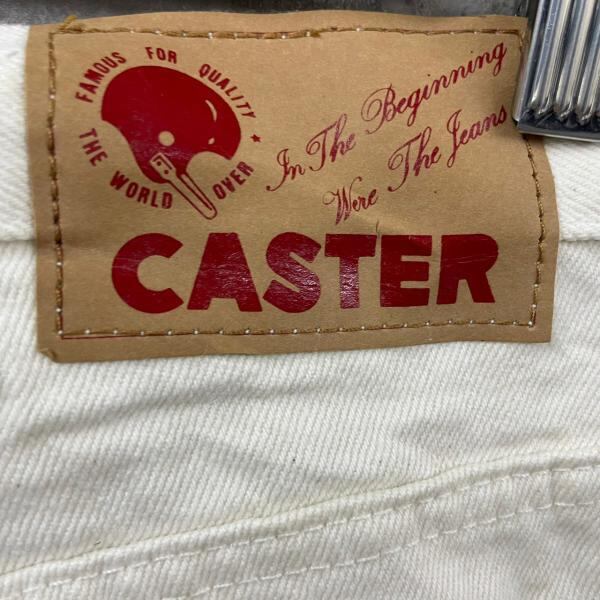 FAMOUS FOR QUALITY
THE WORLD OVER
In The Beginning
Were The Jeans
CASTER